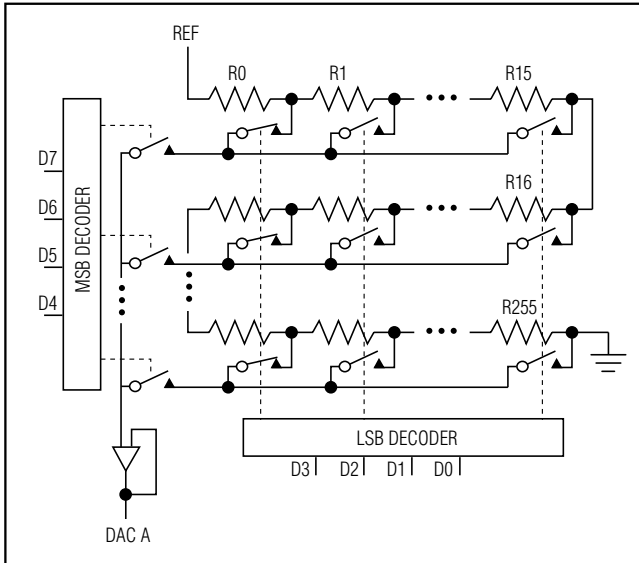 REF
R0 R1 R15
D7
D6
D5
D4
MSB DECODER
R16
R255
LSB DECODER
D3 D2 D1 D0
DAC A